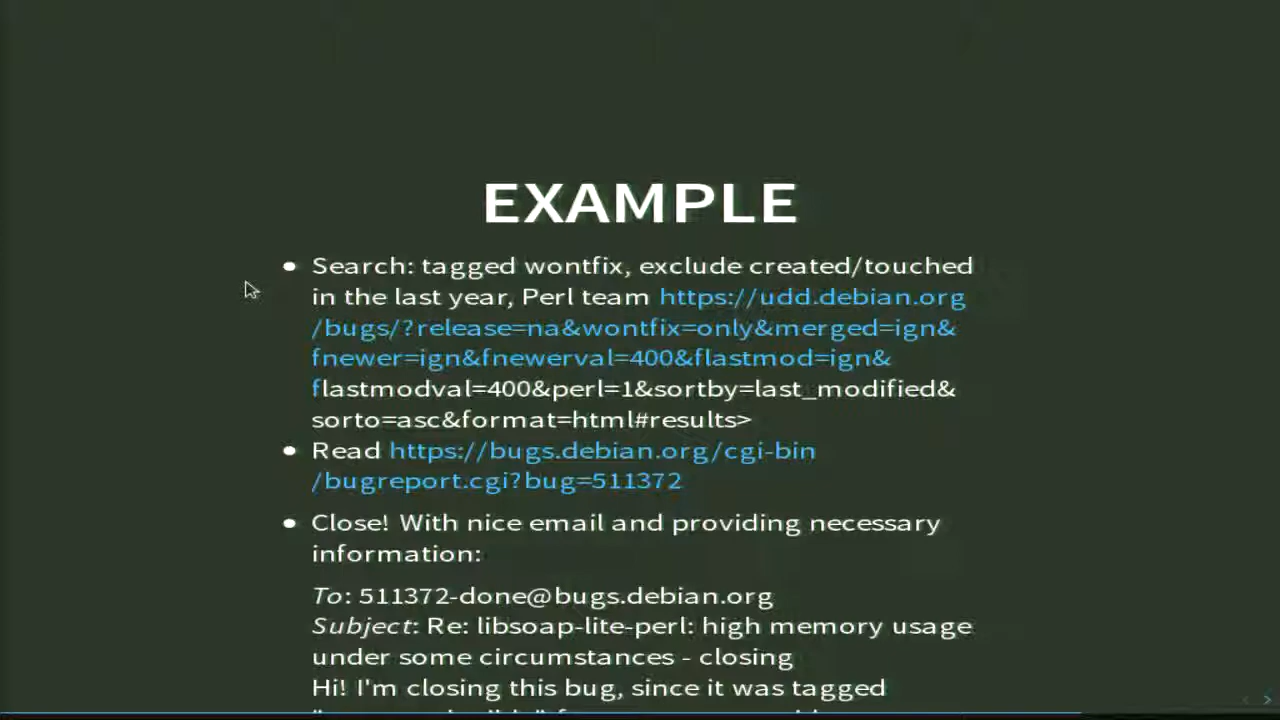 EXAMPLE
• Search: tagged wontfix, exclude created/touched
in the last year, Perl team https://udd.debian.org
/bugs/?release=na&wontfix=only&merged=ign&
fnewer=ign&fnewerval=400&flastmod=ign&
flastmodval=400&perl=1&sortby=last_modified&
sorto=asc&format=html#results>
• Read https://bugs.debian.org/cgi-bin
/bugreport.cgi?bug=511372
• Close! With nice email and providing necessary
information:
To: 511372-done@bugs.debian.org
Subject: Re: libsoap-lite-perl: high memory usage
under some circumstances - closing
Hi! I'm closing this bug, since it was tagged